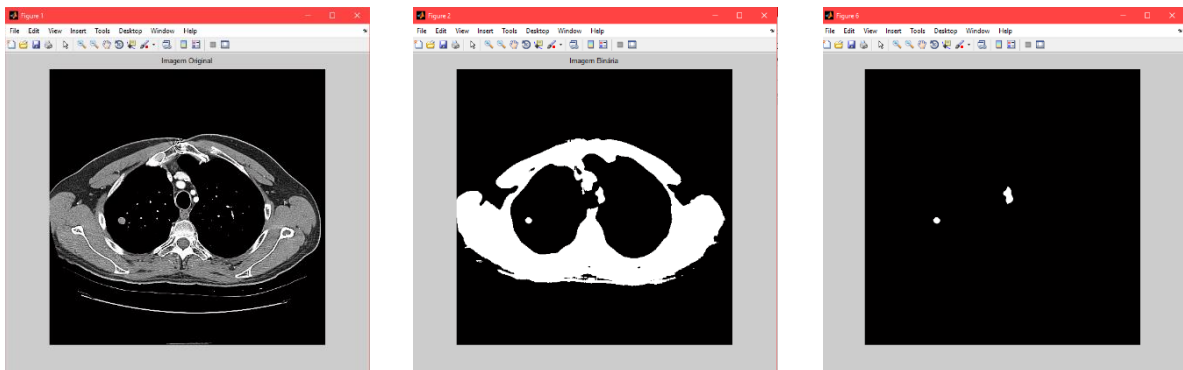 Figure 1
File Edit View Insert Tools Desktop Window Help
Imagem Original
Figure 2
File Edit View Insert Tools Desktop Window Help
Imagem Binária
Figure 6
File Edit View Insert Tools Desktop Window Help